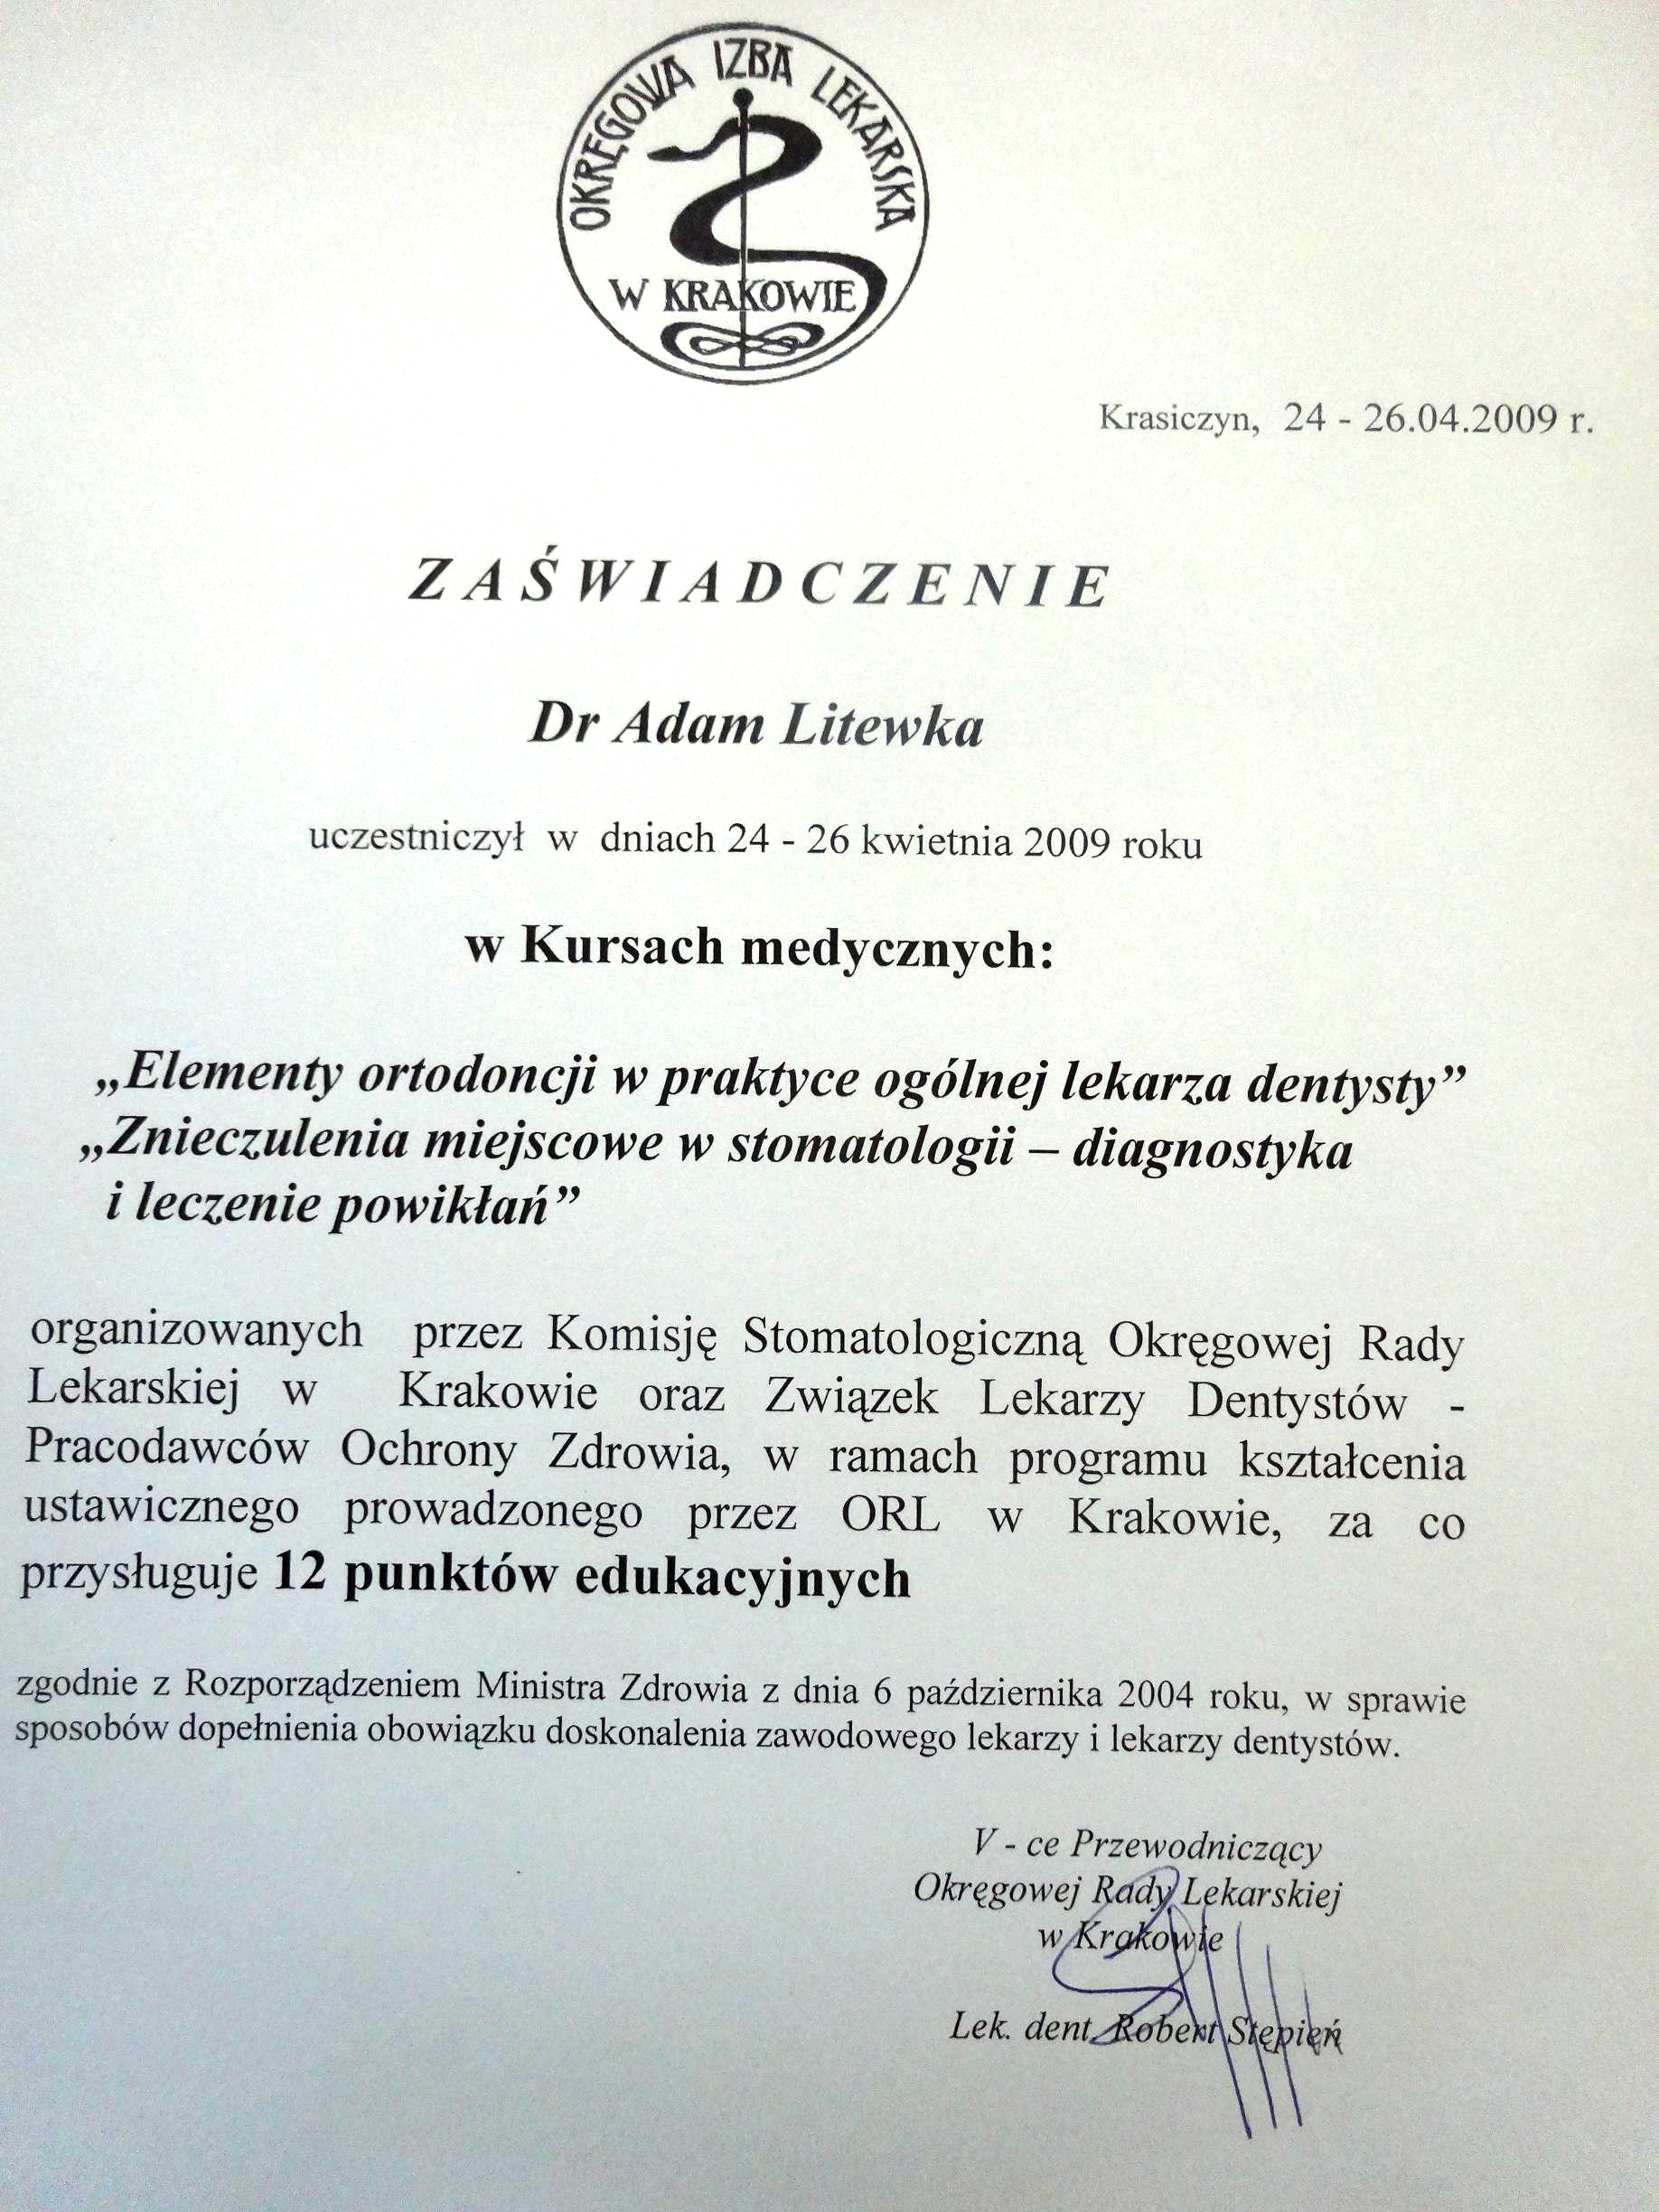 OKRĘGOWA IZBA LEKARSKA
W KRAKOWIE
Krasiczyn, 24 - 26.04.2009 r.
ZAŚWIADCZENIE
Dr Adam Litewka
uczestniczył w dniach 24 - 26 kwietnia 2009 roku
w Kursach medycznych:
„Elementy ortodoncji w praktyce ogólnej lekarza dentysty”
„Znieczulenia miejscowe w stomatologii – diagnostyka
i leczenie powikłań”
organizowanych przez Komisję Stomatologiczną Okręgowej Rady
Lekarskiej w Krakowie oraz Związek Lekarzy Dentystów -
Pracodawców Ochrony Zdrowia, w ramach programu kształcenia
ustawicznego prowadzonego przez ORL w Krakowie, za co
przysługuje 12 punktów edukacyjnych
zgodnie z Rozporządzeniem Ministra Zdrowia z dnia 6 października 2004 roku, w sprawie
sposobów dopełnienia obowiązku doskonalenia zawodowego lekarzy i lekarzy dentystów.
V - ce Przewodniczący
Okręgowej Rady Lekarskiej
w Krakowie
Lek. dent. Robert Stępień